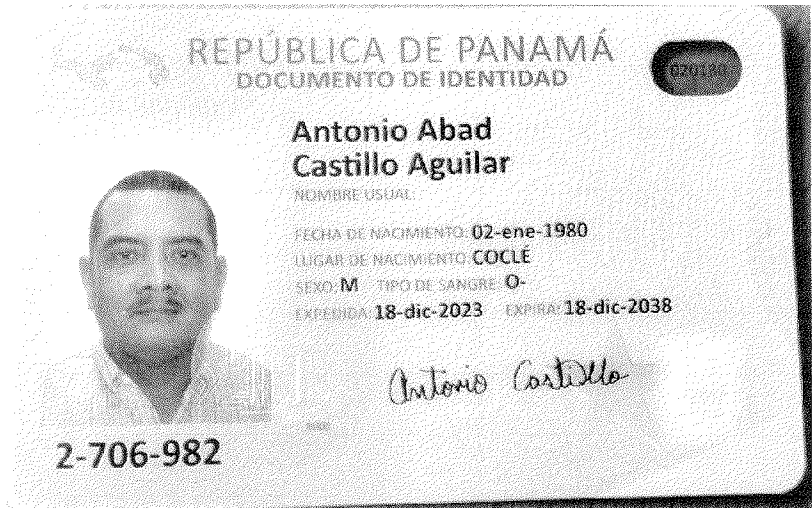 REPÚBLICA DE PANAMÁ
DOCUMENTO DE IDENTIDAD
020180
Antonio Abad
Castillo Aguilar
NOMBRE USUAL:
FECHA DE NACIMIENTO: 02-ene-1980
LUGAR DE NACIMIENTO: COCLÉ
SEXO: M TIPO DE SANGRE: O-
EXPEDIDA: 18-dic-2023 EXPIRA: 18-dic-2038
Antonio Castillo
2-706-982